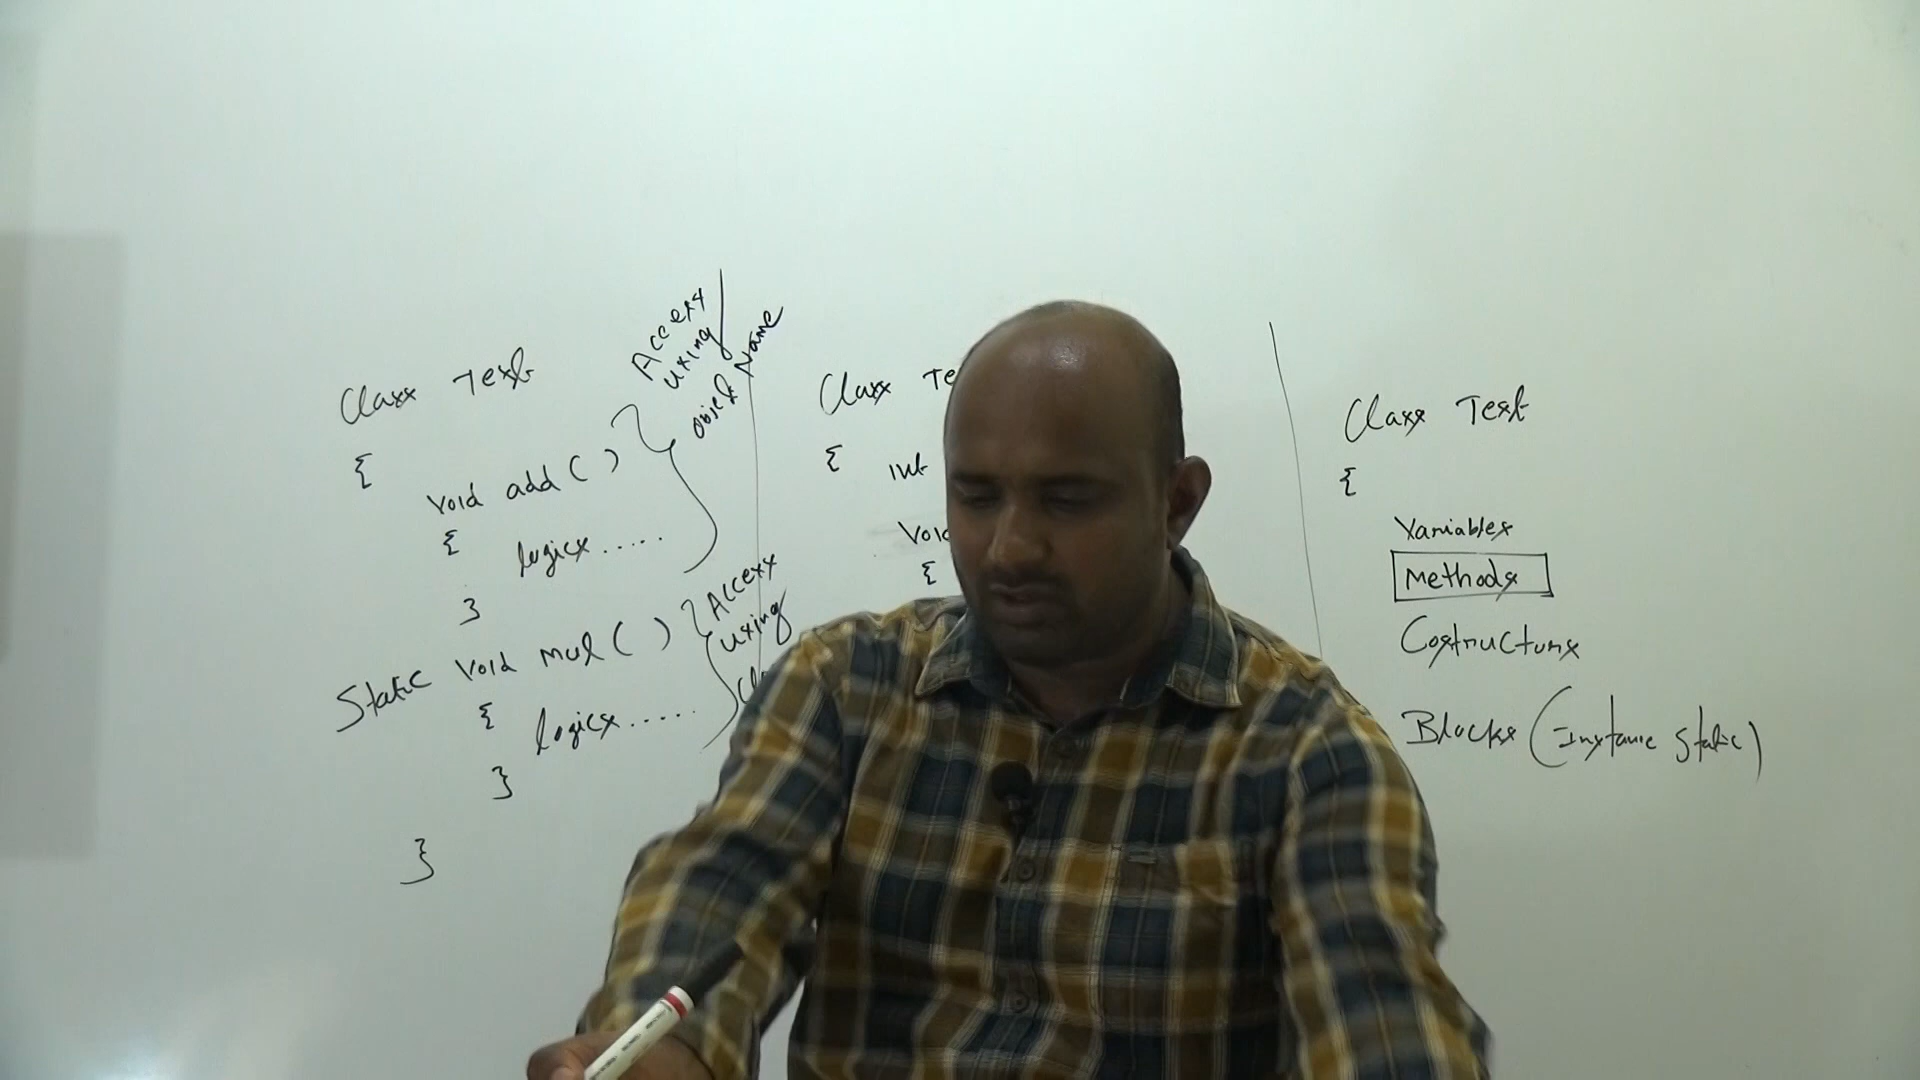 Class Test
{
void add ( )
{
logics.....
}
Access
using
object Name
Static void mul ( )
{
logics.....
}
Access
using
}
Class Te
{
int
Void
{
Class Test
{
Variables
Methods
Costructors
Blocks (Instance Static)